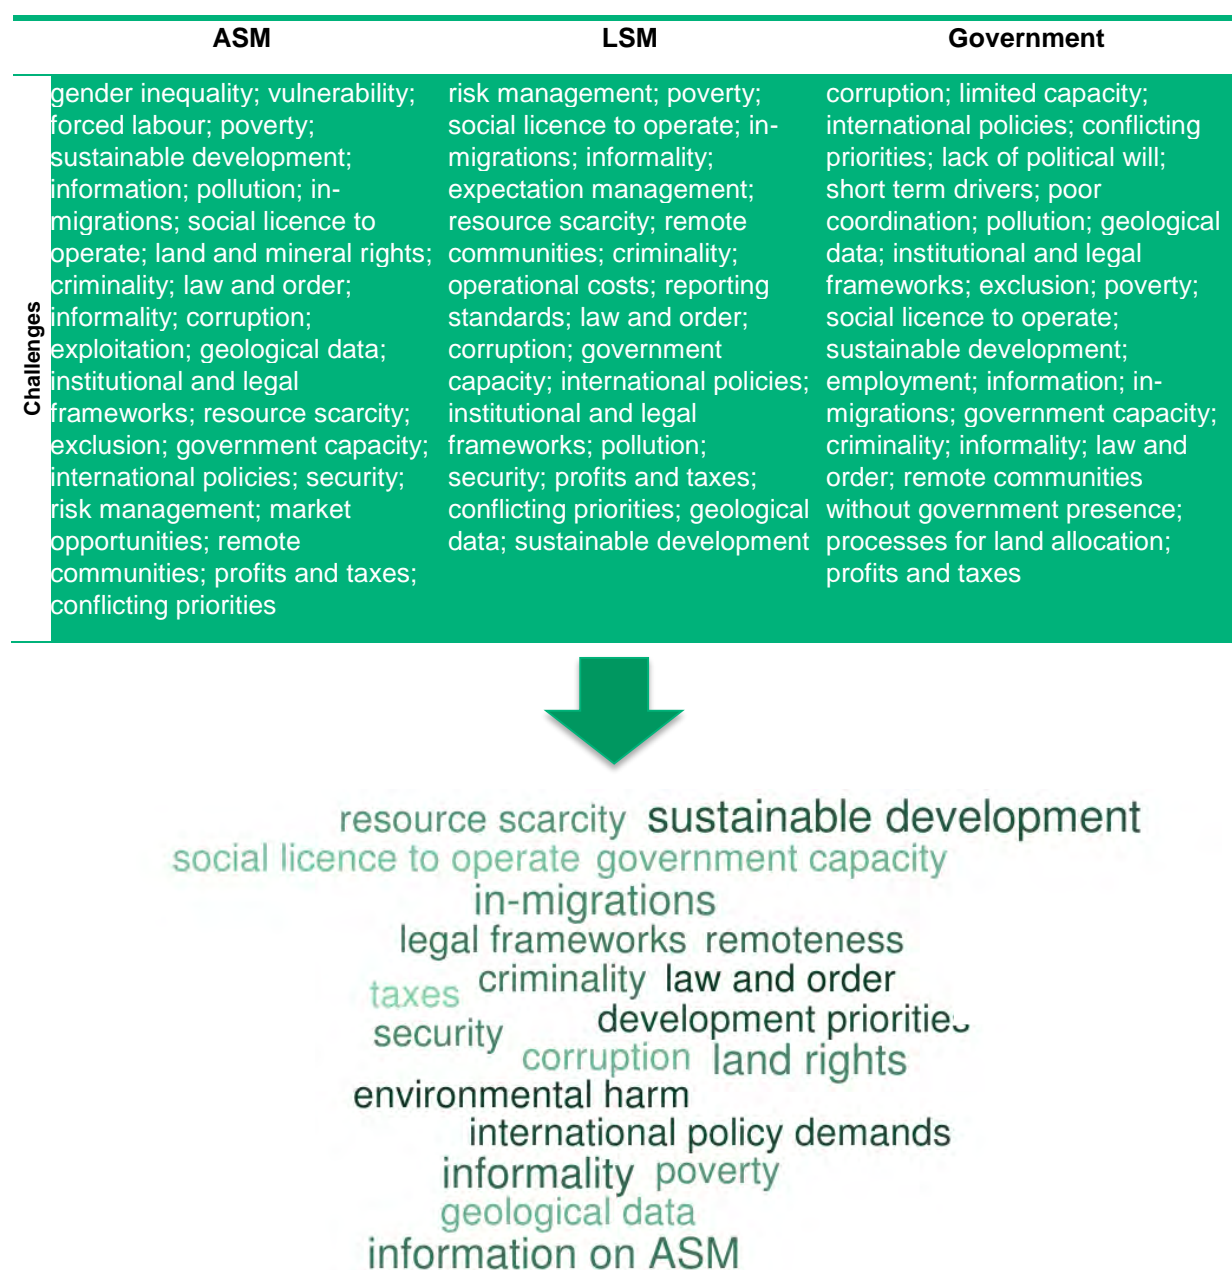 ASM LSM Government
Challenges
gender inequality; vulnerability;
forced labour; poverty;
sustainable development;
information; pollution; in-
migrations; social licence to
operate; land and mineral rights;
criminality; law and order;
informality; corruption;
exploitation; geological data;
institutional and legal
frameworks; resource scarcity;
exclusion; government capacity;
international policies; security;
risk management; market
opportunities; remote
communities; profits and taxes;
conflicting priorities
risk management; poverty;
social licence to operate; in-
migrations; informality;
expectation management;
resource scarcity; remote
communities; criminality;
operational costs; reporting
standards; law and order;
corruption; government
capacity; international policies;
institutional and legal
frameworks; pollution;
security; profits and taxes;
conflicting priorities; geological
data; sustainable development
corruption; limited capacity;
international policies; conflicting
priorities; lack of political will;
short term drivers; poor
coordination; pollution; geological
data; institutional and legal
frameworks; exclusion; poverty;
social licence to operate;
sustainable development;
employment; information; in-
migrations; government capacity;
criminality; informality; law and
order; remote communities
without government presence;
processes for land allocation;
profits and taxes
resource scarcity sustainable development
social licence to operate government capacity
in-migrations
legal frameworks remoteness
taxes criminality law and order
security development priorities
corruption land rights
environmental harm
international policy demands
informality poverty
geological data
information on ASM